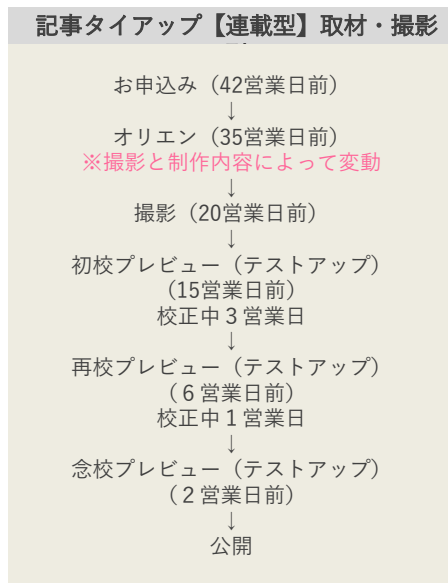 記事タイアップ【連載型】取材・撮影
お申込み（42営業日前）
↓
オリエン（35営業日前）
※撮影と制作内容によって変動
↓
撮影（20営業日前）
↓
初校プレビュー（テストアップ）
（15営業日前）
校正中３営業日
↓
再校プレビュー（テストアップ）
（６営業日前）
校正中１営業日
↓
念校プレビュー（テストアップ）
（２営業日前）
↓
公開